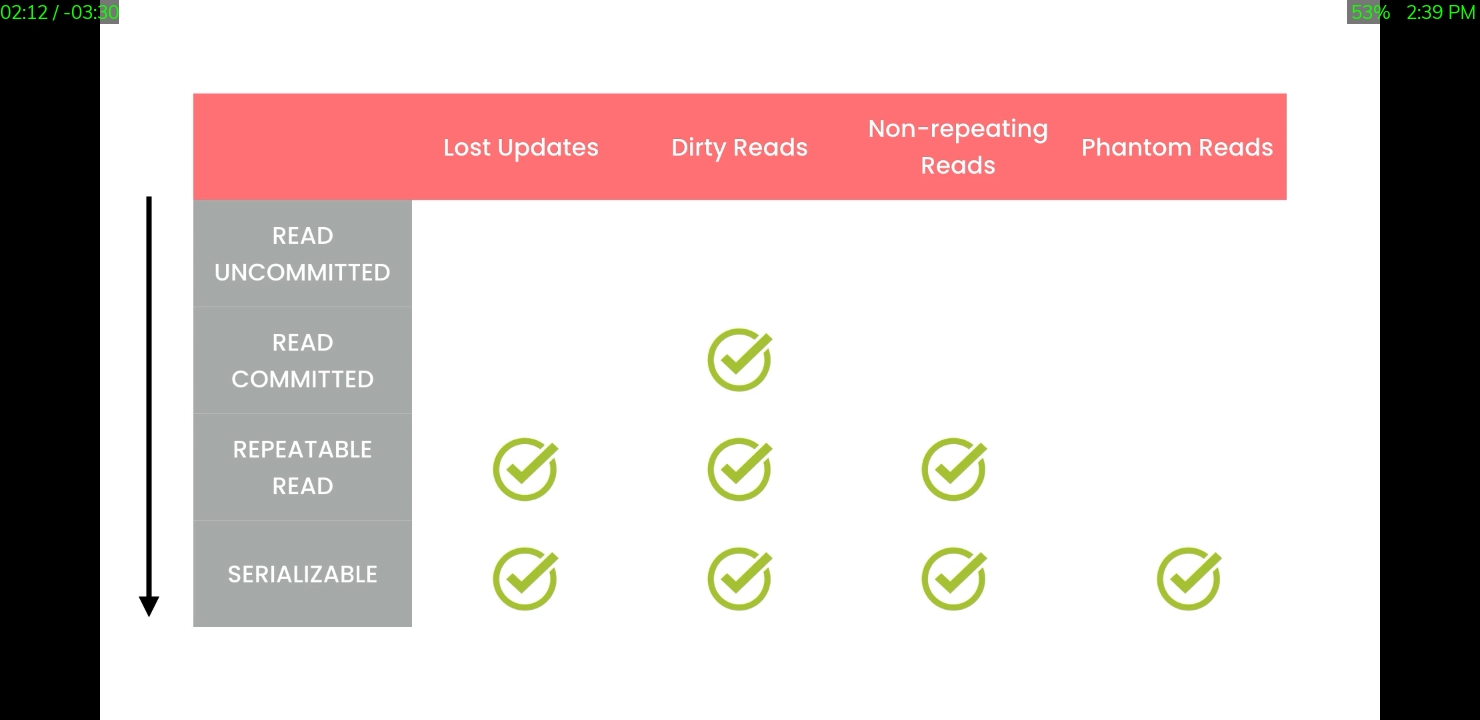 02:12 / -03:30
53% 2:39 PM
Lost Updates
Dirty Reads
Non-repeating
Reads
Phantom Reads
READ
UNCOMMITTED
READ
COMMITTED
REPEATABLE
READ
SERIALIZABLE